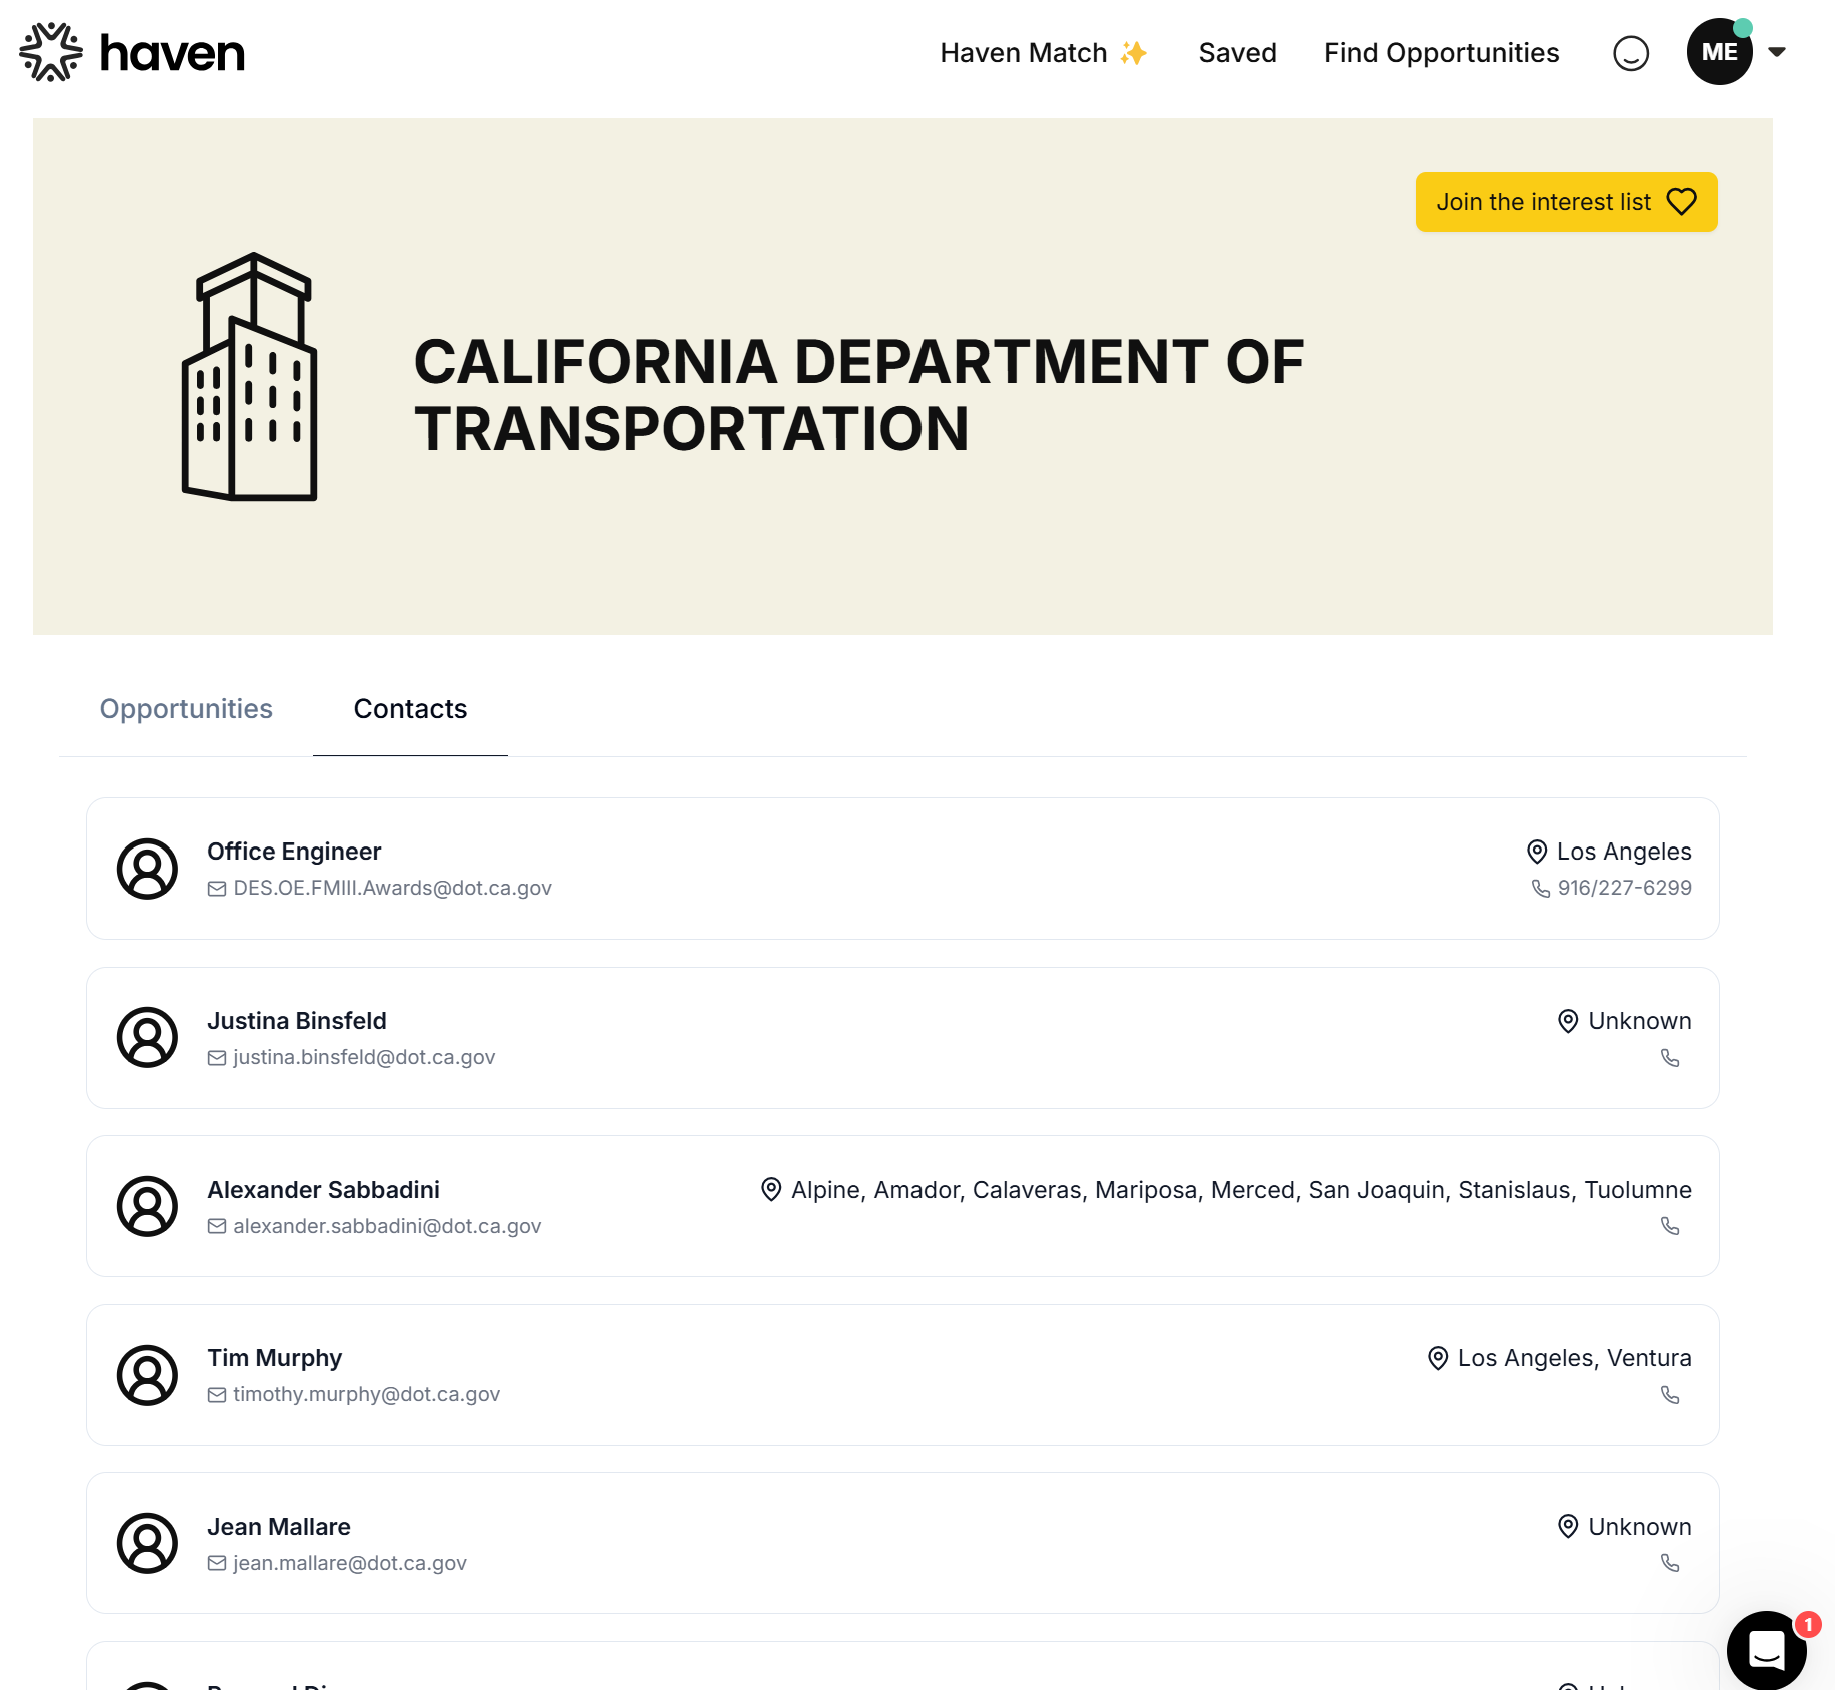 haven
Haven Match
Saved
Find Opportunities
ME
Join the interest list
CALIFORNIA DEPARTMENT OF
TRANSPORTATION
Opportunities
Contacts
Office Engineer
Los Angeles
DES.OE.FMIII.Awards@dot.ca.gov
916/227-6299
Justina Binsfeld
Unknown
justina.binsfeld@dot.ca.gov
Alexander Sabbadini
Alpine, Amador, Calaveras, Mariposa, Merced, San Joaquin, Stanislaus, Tuolumne
alexander.sabbadini@dot.ca.gov
Tim Murphy
Los Angeles, Ventura
timothy.murphy@dot.ca.gov
Jean Mallare
Unknown
jean.mallare@dot.ca.gov
1